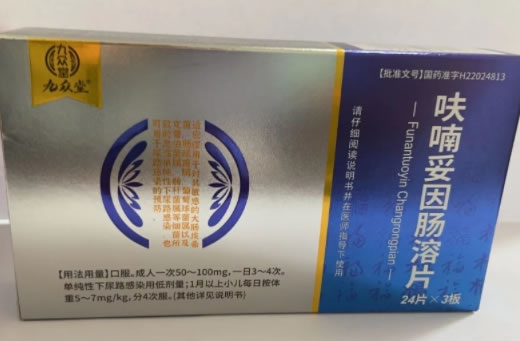 九众堂
九众堂®
【批准文号】国药准字H22024813
呋喃妥因肠溶片
Funantuoyin Changrongpian
24片×3板
请仔细阅读说明书并在医师指导下使用
【用法用量】口服。成人一次50～100mg，一日3～4次。
单纯性下尿路感染用低剂量；1月以上小儿每日按体
重5～7mg/kg，分4次服。(其他详见说明书)